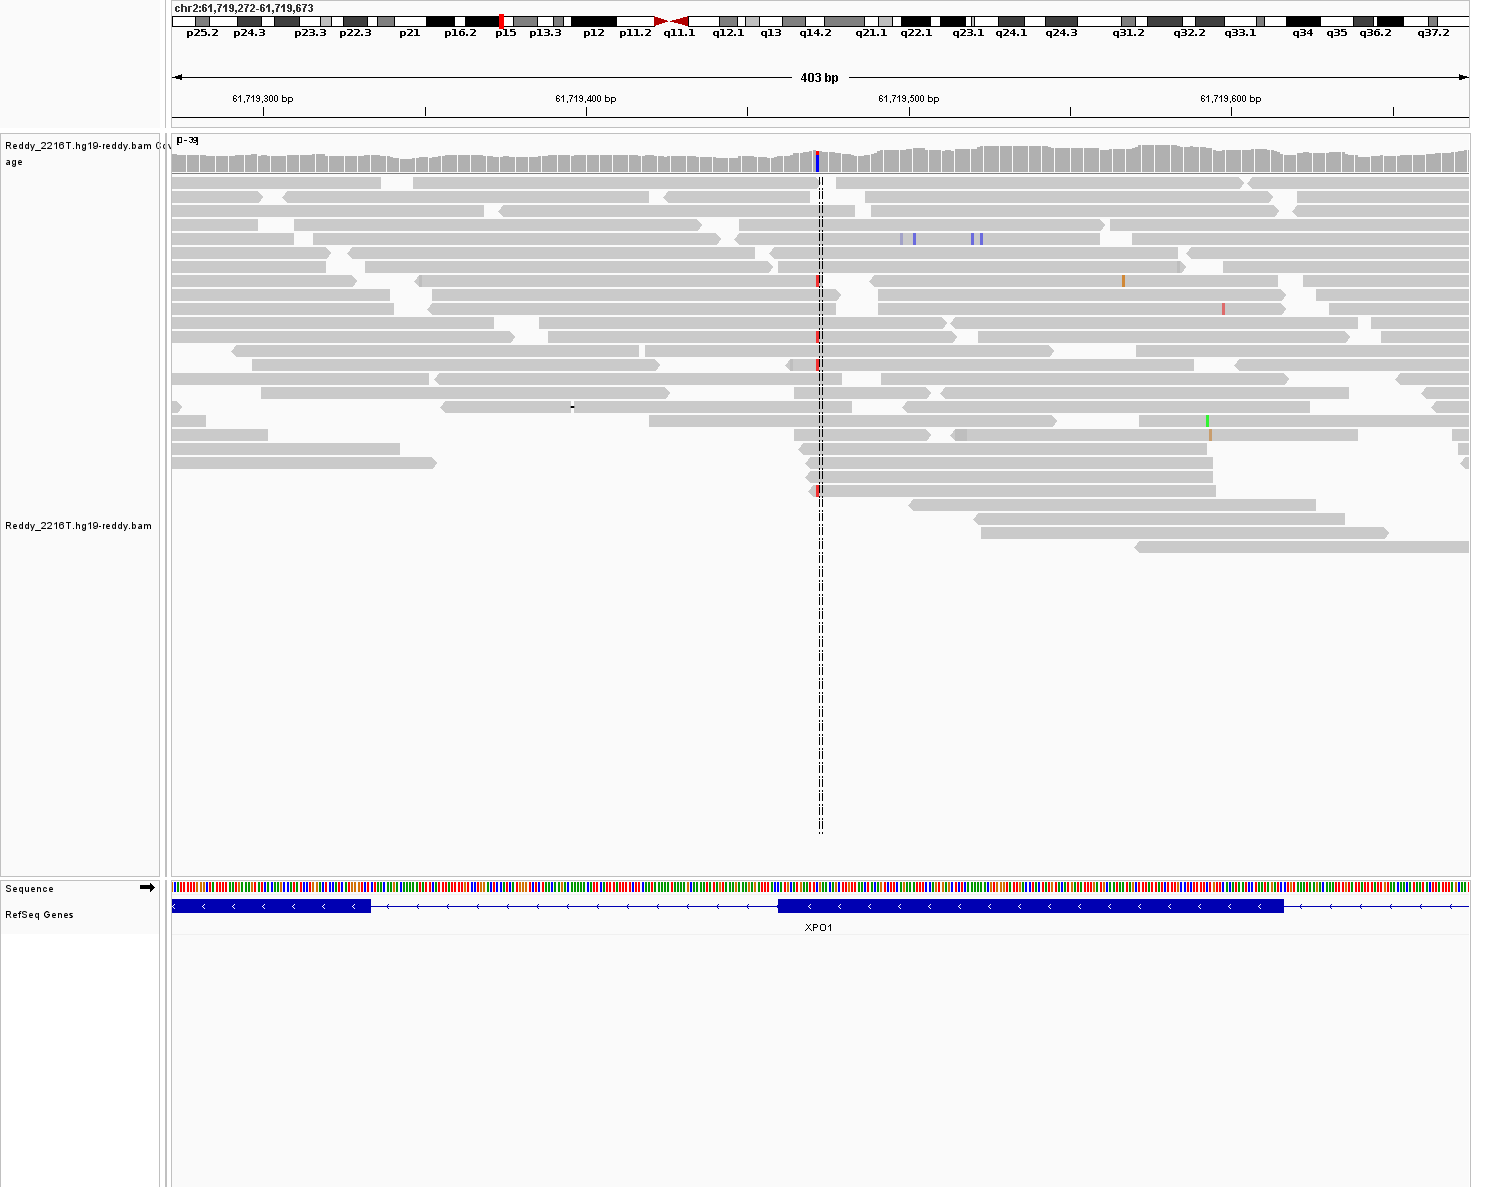 chr2:61,719,272-61,719,673
p25.2 p24.3 p23.3 p22.3 p21 p16.2 p15 p13.3 p12 p11.2 q11.1 q12.1 q13 q14.2 q21.1 q22.1 q23.1 q24.1 q24.3 q31.2 q32.2 q33.1 q34 q35 q36.2 q37.2
403 bp
61,719,300 bp 61,719,400 bp 61,719,500 bp 61,719,600 bp
[0-39]
Reddy_2216T.hg19-reddy.bam Cov
age
Reddy_2216T.hg19-reddy.bam
Sequence
RefSeq Genes
XPO1